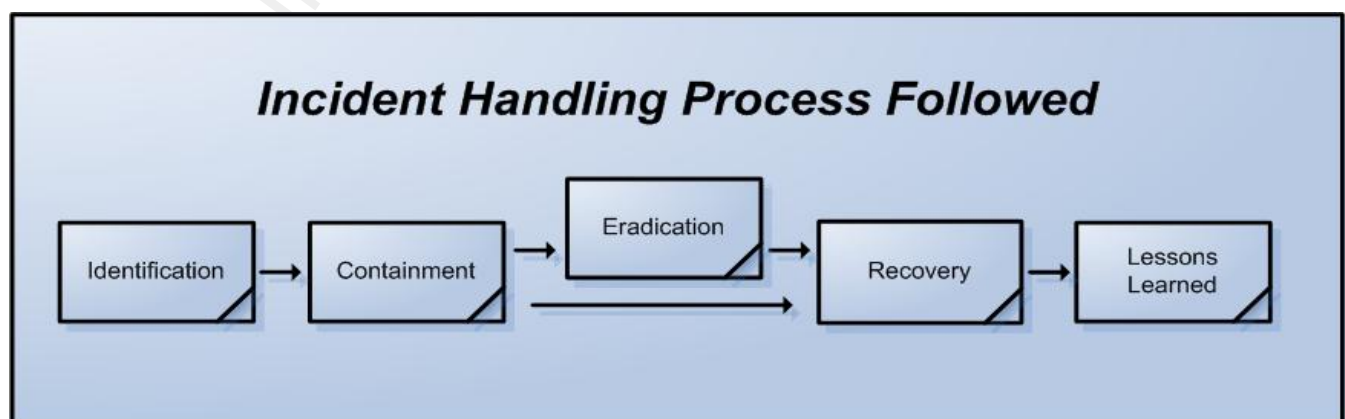 Incident Handling Process Followed
Identification
Containment
Eradication
Recovery
Lessons
Learned